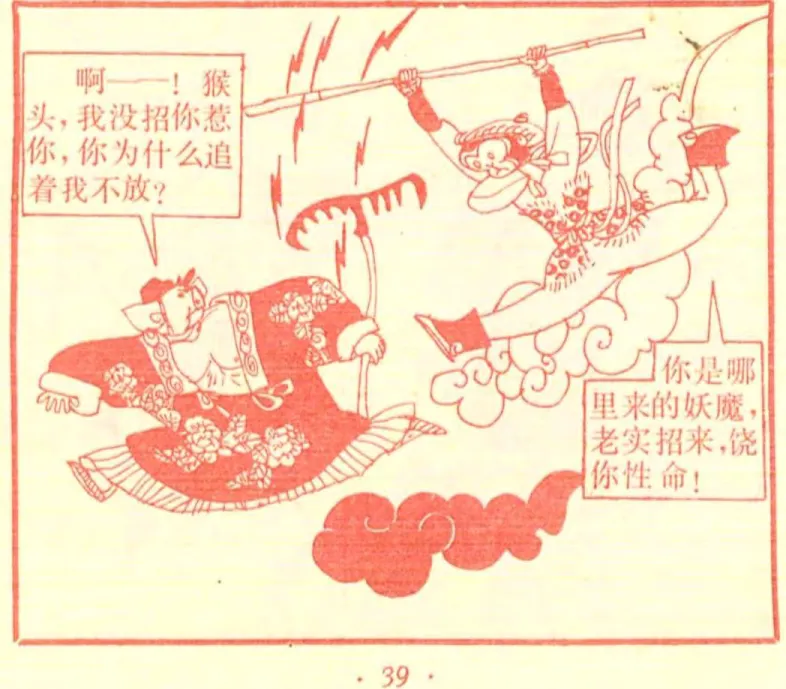 啊——！猴
头，我没招你惹
你，你为什么追
着我不放？
你是哪
里来的妖魔，
老实招来，饶
你性命！
· 39 ·